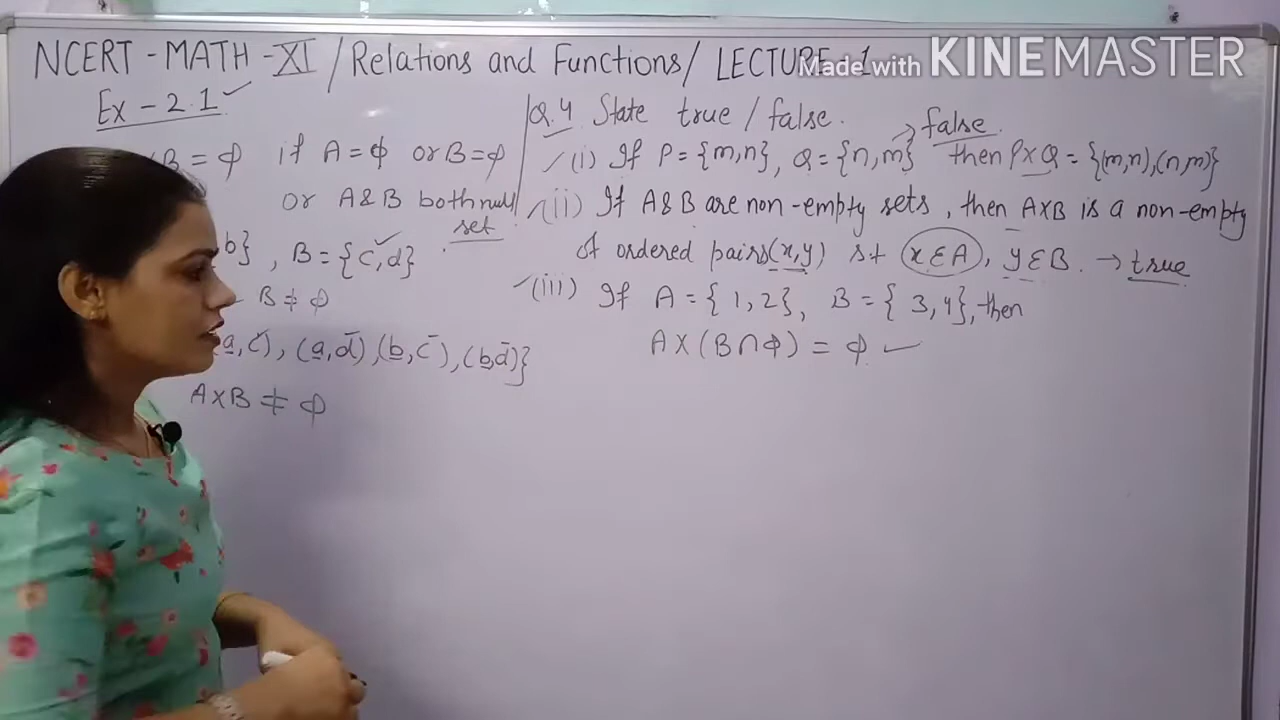 NCERT - MATH - XI / Relations and Functions / LECTURE - 1
Made with KINEMASTER
Ex - 2.1 ✓
×B = φ if A = φ or B = φ
or A & B both null
set
b} , B = {c, d}
B ≠ φ
(a, c), (a, d), (b, c), (b, d)}
A×B ≠ φ
Q.4 State true / false.
→ false
(i) If P = {m, n}, Q = {n, m} then P×Q = {(m, n), (n, m)}
(ii) If A & B are non-empty sets, then A×B is a non-empty
of ordered pairs (x, y) st x ∈ A, y ∈ B. → true
(iii) If A = { 1, 2}, B = { 3, 4}, then
A × (B ∩ φ) = φ ✓